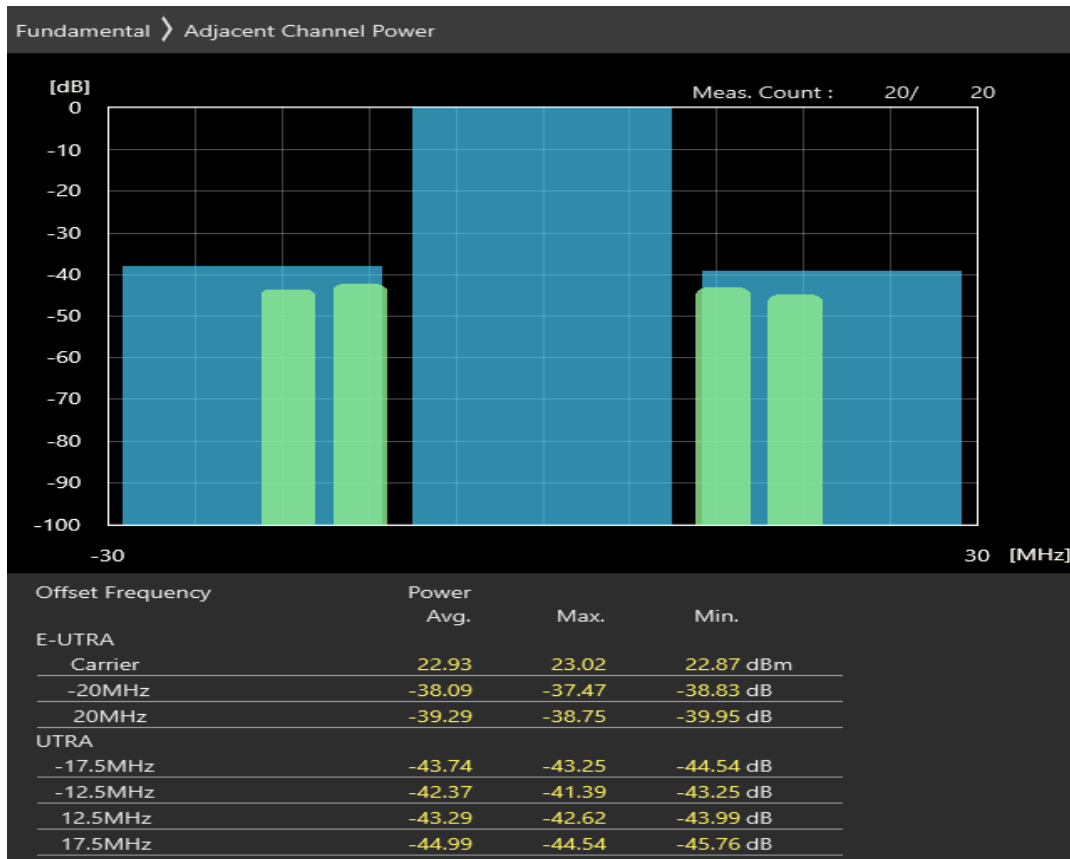 Fundamental 〉 Adjacent Channel Power
[dB]
Meas. Count : 20/ 20
0
-10
-20
-30
-40
-50
-60
-70
-80
-90
-100
-30 30 [MHz]
Offset Frequency Power
Avg. Max. Min.
E-UTRA
Carrier 22.93 23.02 22.87 dBm
-20MHz -38.09 -37.47 -38.83 dB
20MHz -39.29 -38.75 -39.95 dB
UTRA
-17.5MHz -43.74 -43.25 -44.54 dB
-12.5MHz -42.37 -41.39 -43.25 dB
12.5MHz -43.29 -42.62 -43.99 dB
17.5MHz -44.99 -44.54 -45.76 dB